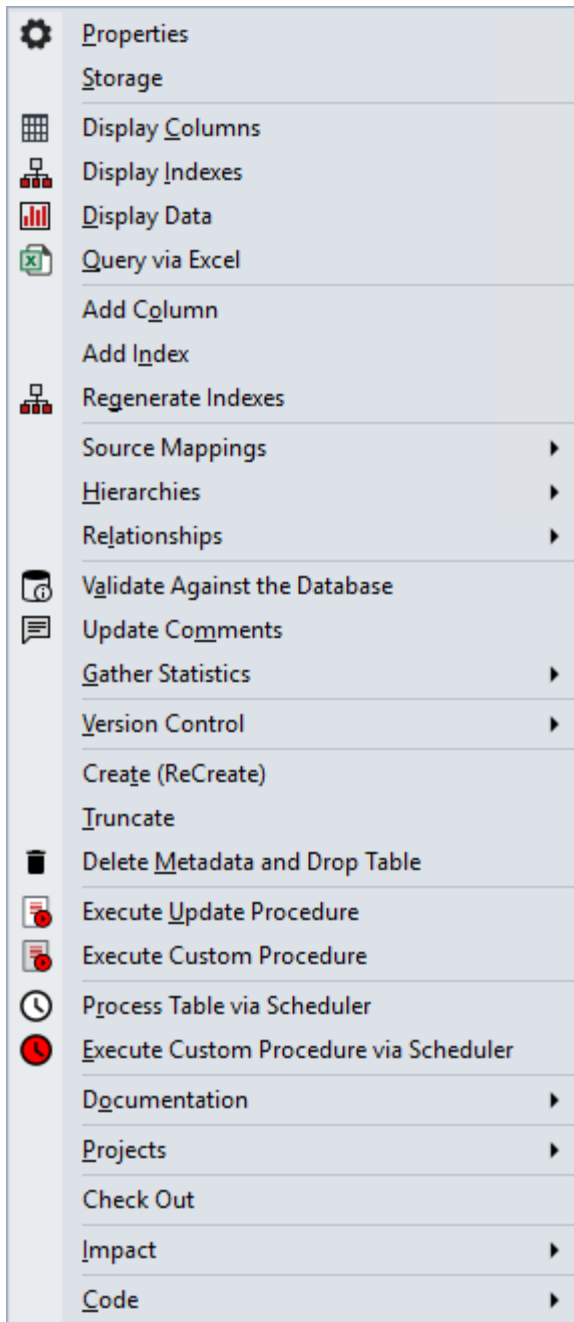 Properties
Storage
Display Columns
Display Indexes
Display Data
Query via Excel
Add Column
Add Index
Regenerate Indexes
Source Mappings
Hierarchies
Relationships
Validate Against the Database
Update Comments
Gather Statistics
Version Control
Create (ReCreate)
Truncate
Delete Metadata and Drop Table
Execute Update Procedure
Execute Custom Procedure
Process Table via Scheduler
Execute Custom Procedure via Scheduler
Documentation
Projects
Check Out
Impact
Code